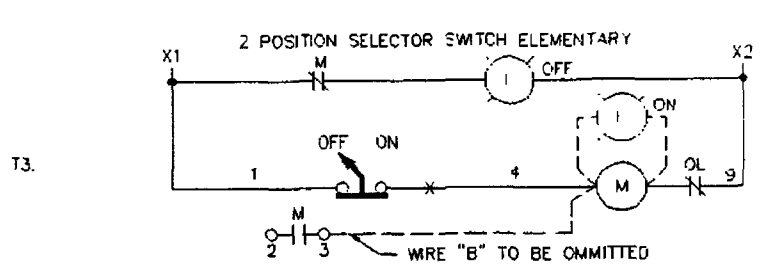 2 POSITION SELECTOR SWITCH ELEMENTARY
X1
X2
M
I
OFF
I
ON
T3.
OFF ON
1
4
M
OL
9
M
2
3
WIRE "B" TO BE OMMITTED